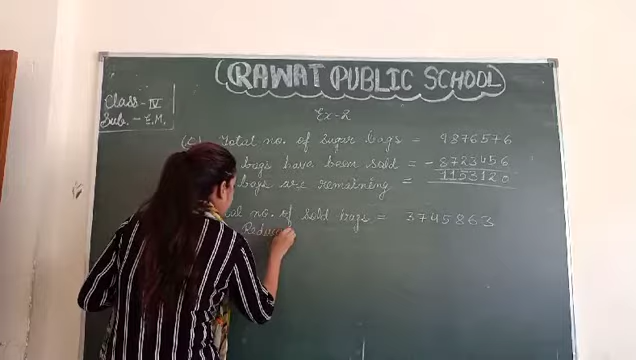 RAWAT PUBLIC SCHOOL
Class - IV
Sub. - E.M.
Ex-2
(c) Total no. of sugar bags = 9876576
bags have been sold = - 8723456
bags are remaining = 1153120
no. of sold bags = 3745863